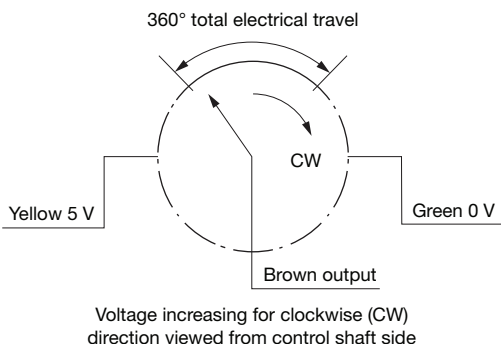 360° total electrical travel
CW
Yellow 5 V
Green 0 V
Brown output
Voltage increasing for clockwise (CW)
direction viewed from control shaft side